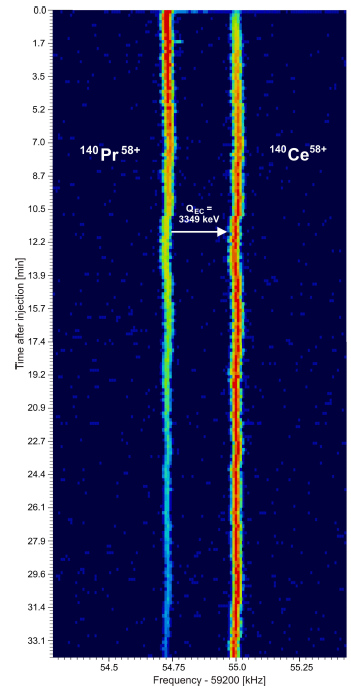 0.0
1.7
3.5
5.2
7.0
8.7
10.5
12.2
13.9
15.7
17.4
19.2
20.9
22.7
24.4
26.1
27.9
29.6
31.4
33.1
Time after injection [min]
140Pr 58+
140Ce58+
QEC =
3349 keV
54.5 54.75 55.0 55.25
Frequency - 59200 [kHz]